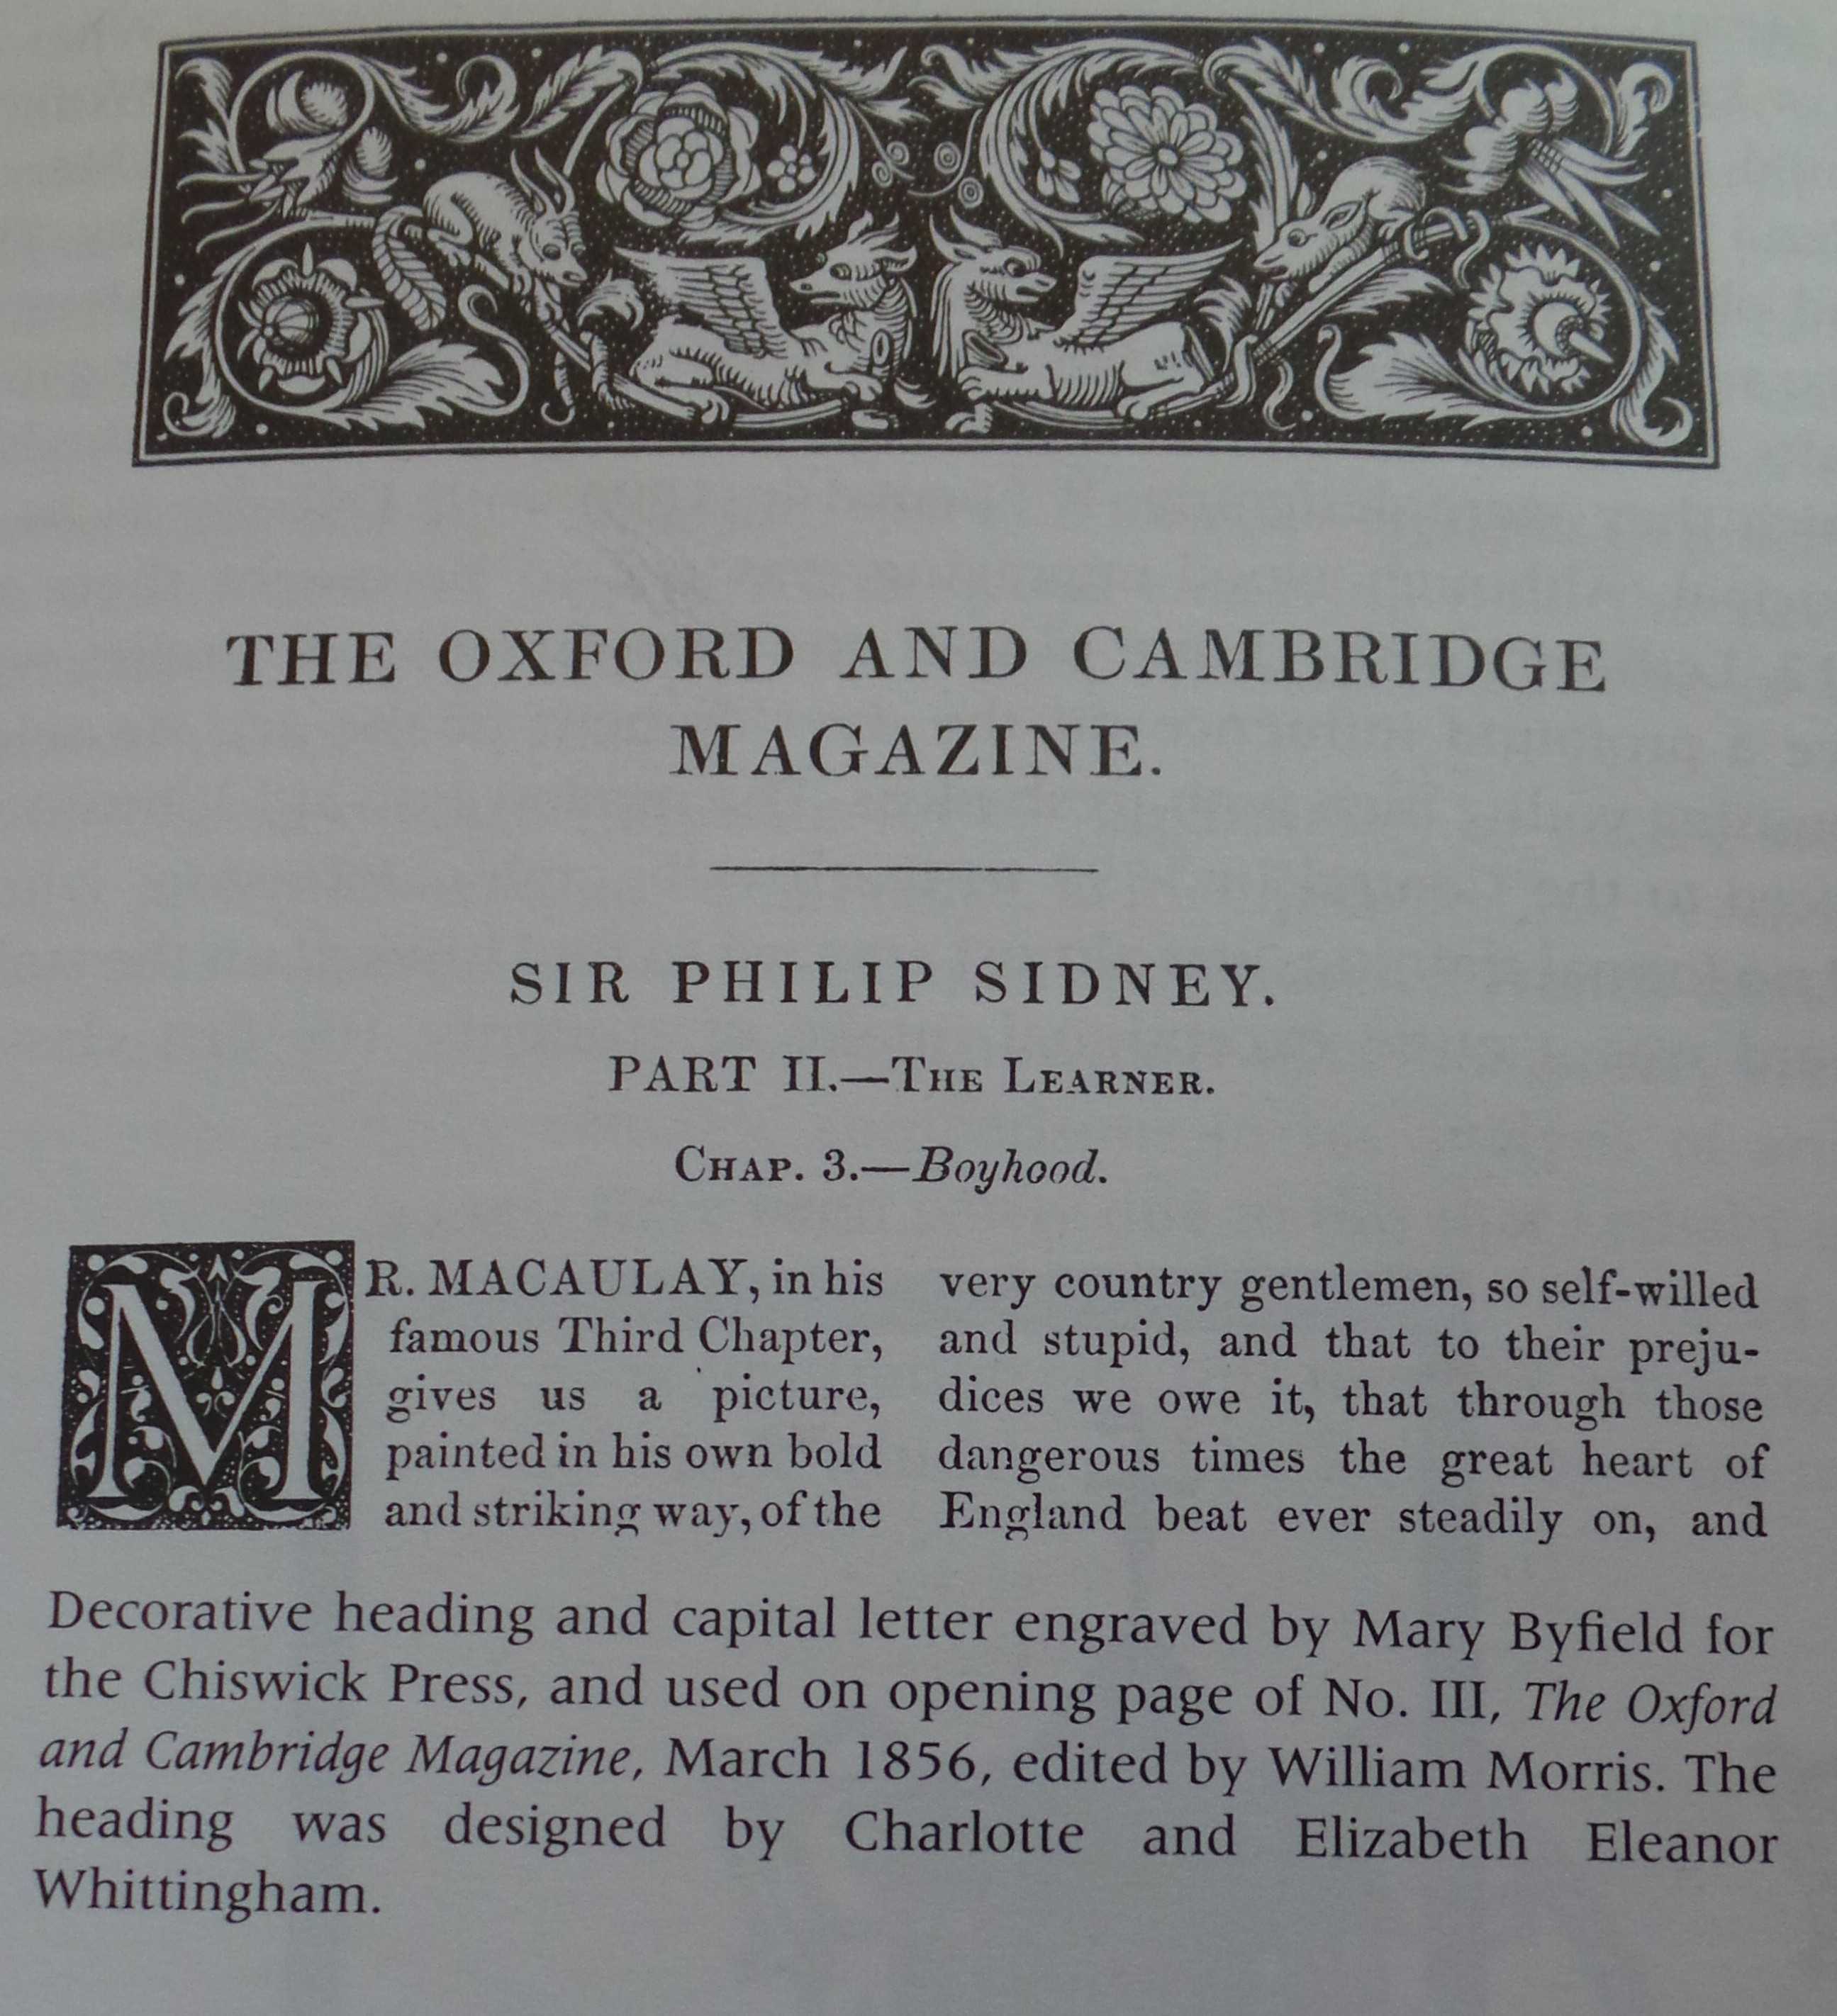 THE OXFORD AND CAMBRIDGE
MAGAZINE.
SIR PHILIP SIDNEY.
PART II.—The Learner.
Chap. 3.—Boyhood.
MR. MACAULAY, in his
famous Third Chapter,
gives us a picture,
painted in his own bold
and striking way, of the
very country gentlemen, so self-willed
and stupid, and that to their preju-
dices we owe it, that through those
dangerous times the great heart of
England beat ever steadily on, and
Decorative heading and capital letter engraved by Mary Byfield for
the Chiswick Press, and used on opening page of No. III, The Oxford
and Cambridge Magazine, March 1856, edited by William Morris. The
heading was designed by Charlotte and Elizabeth Eleanor
Whittingham.